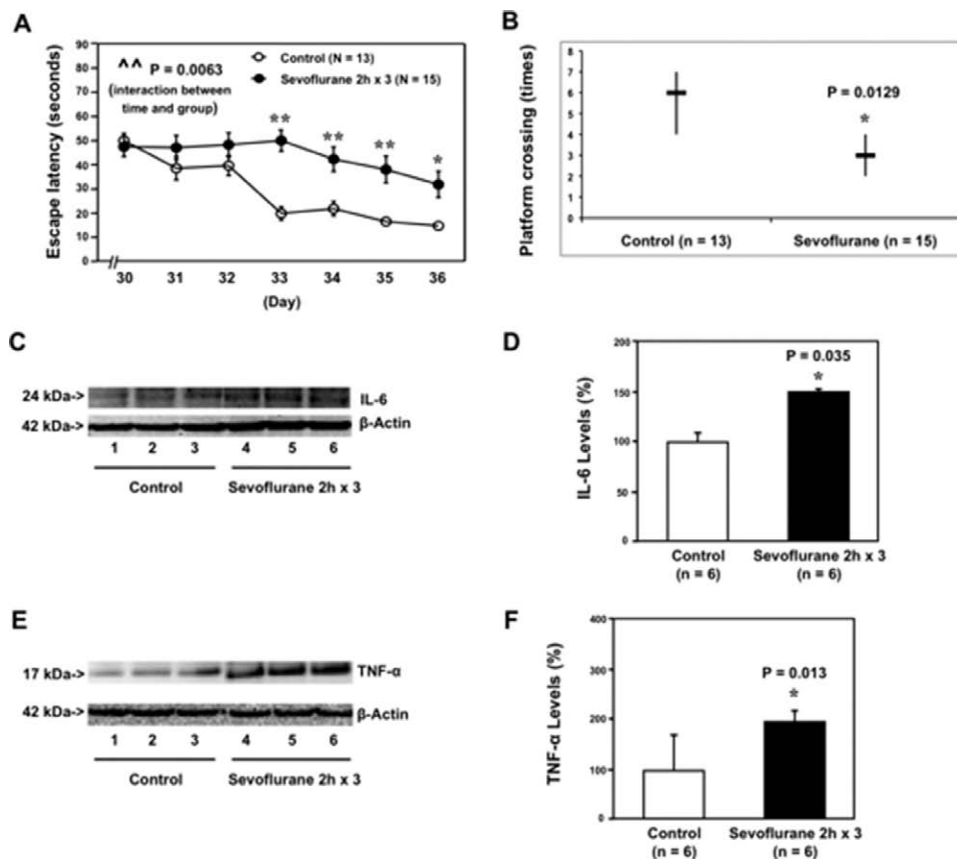 A
Escape latency (seconds)
90
80
70
60
50
40
30
20
10
0
^^ P = 0.0063
(interaction between
time and group)
Control (N = 13)
Sevoflurane 2h x 3 (N = 15)
**
**
**
*
30 31 32 33 34 35 36
(Day)
B
Platform crossing (times)
8
7
6
5
4
3
2
1
0
P = 0.0129
*
Control (n = 13) Sevoflurane (n = 15)
C
24 kDa-> IL-6
42 kDa-> β-Actin
1 2 3 4 5 6
Control Sevoflurane 2h x 3
D
IL-6 Levels (%)
200
150
100
50
0
P = 0.035
*
Control Sevoflurane 2h x 3
(n = 6) (n = 6)
E
17 kDa-> TNF-α
42 kDa-> β-Actin
1 2 3 4 5 6
Control Sevoflurane 2h x 3
F
TNF-α Levels (%)
400
300
200
100
0
P = 0.013
*
Control Sevoflurane 2h x 3
(n = 6) (n = 6)